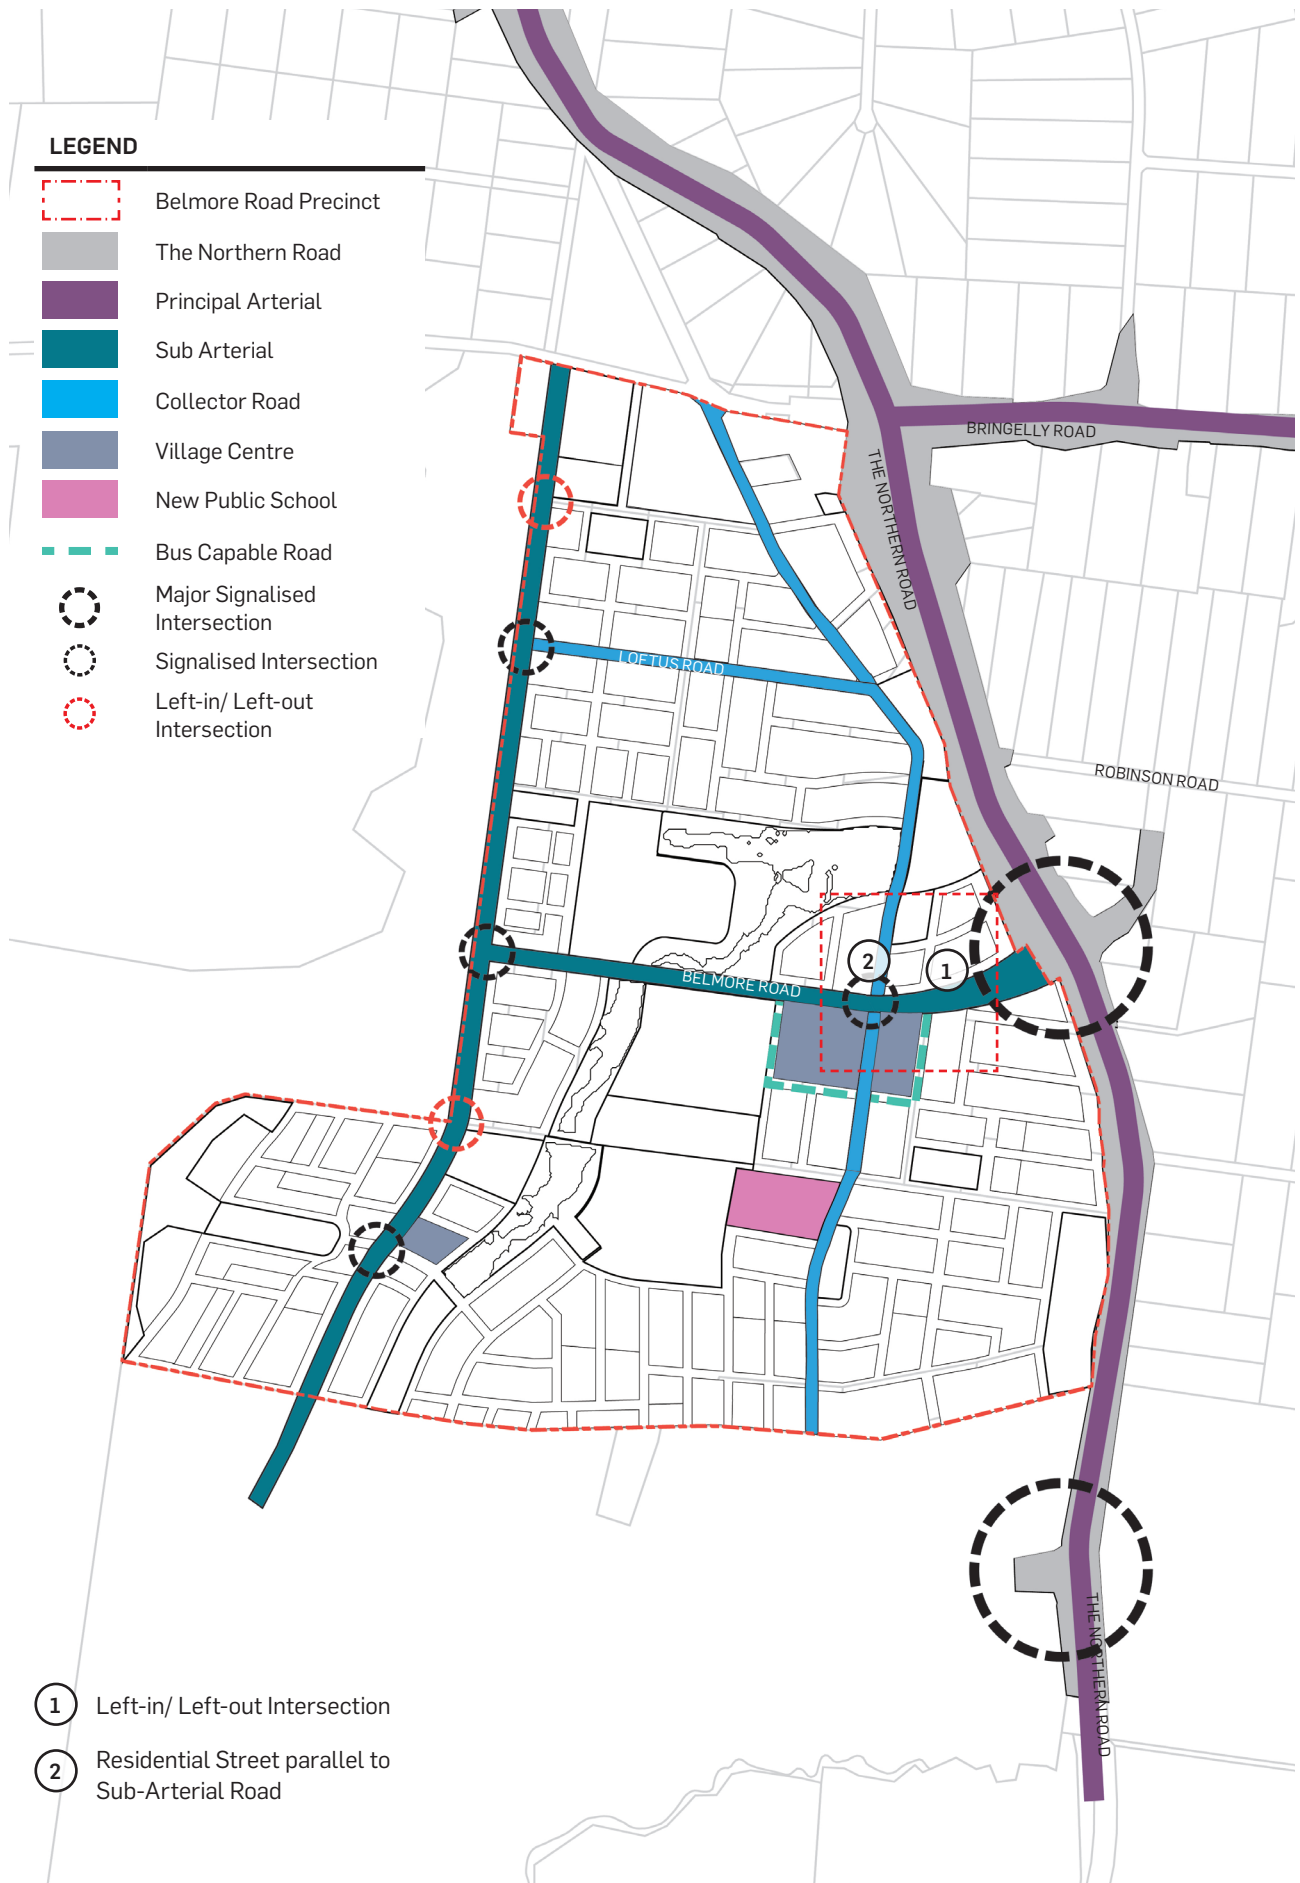 LEGEND
Belmore Road Precinct
The Northern Road
Principal Arterial
Sub Arterial
Collector Road
Village Centre
New Public School
Bus Capable Road
Major Signalised
Intersection
Signalised Intersection
Left-in/ Left-out
Intersection
BRINGELLY ROAD
THE NORTHERN ROAD
LOFTUS ROAD
ROBINSON ROAD
2
1
BELMORE ROAD
THE NORTHERN ROAD
1 Left-in/ Left-out Intersection
2 Residential Street parallel to
Sub-Arterial Road